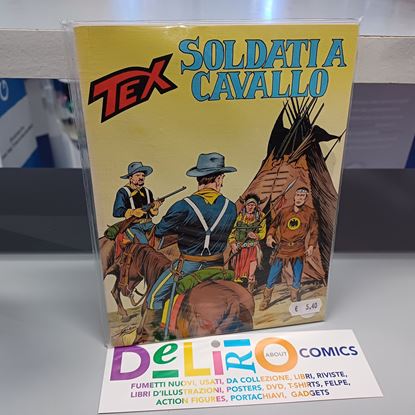 SOLDATI A
CAVALLO
TEX
€ 5,40
DeLiRiO ABOUT COMICS
FUMETTI NUOVI, USATI, DA COLLEZIONE, LIBRI, RIVISTE,
LIBRI D'ILLUSTRAZIONI, POSTERS, DVD, T-SHIRTS, FELPE,
ACTION FIGURES, PORTACHIAVI, GADGETS